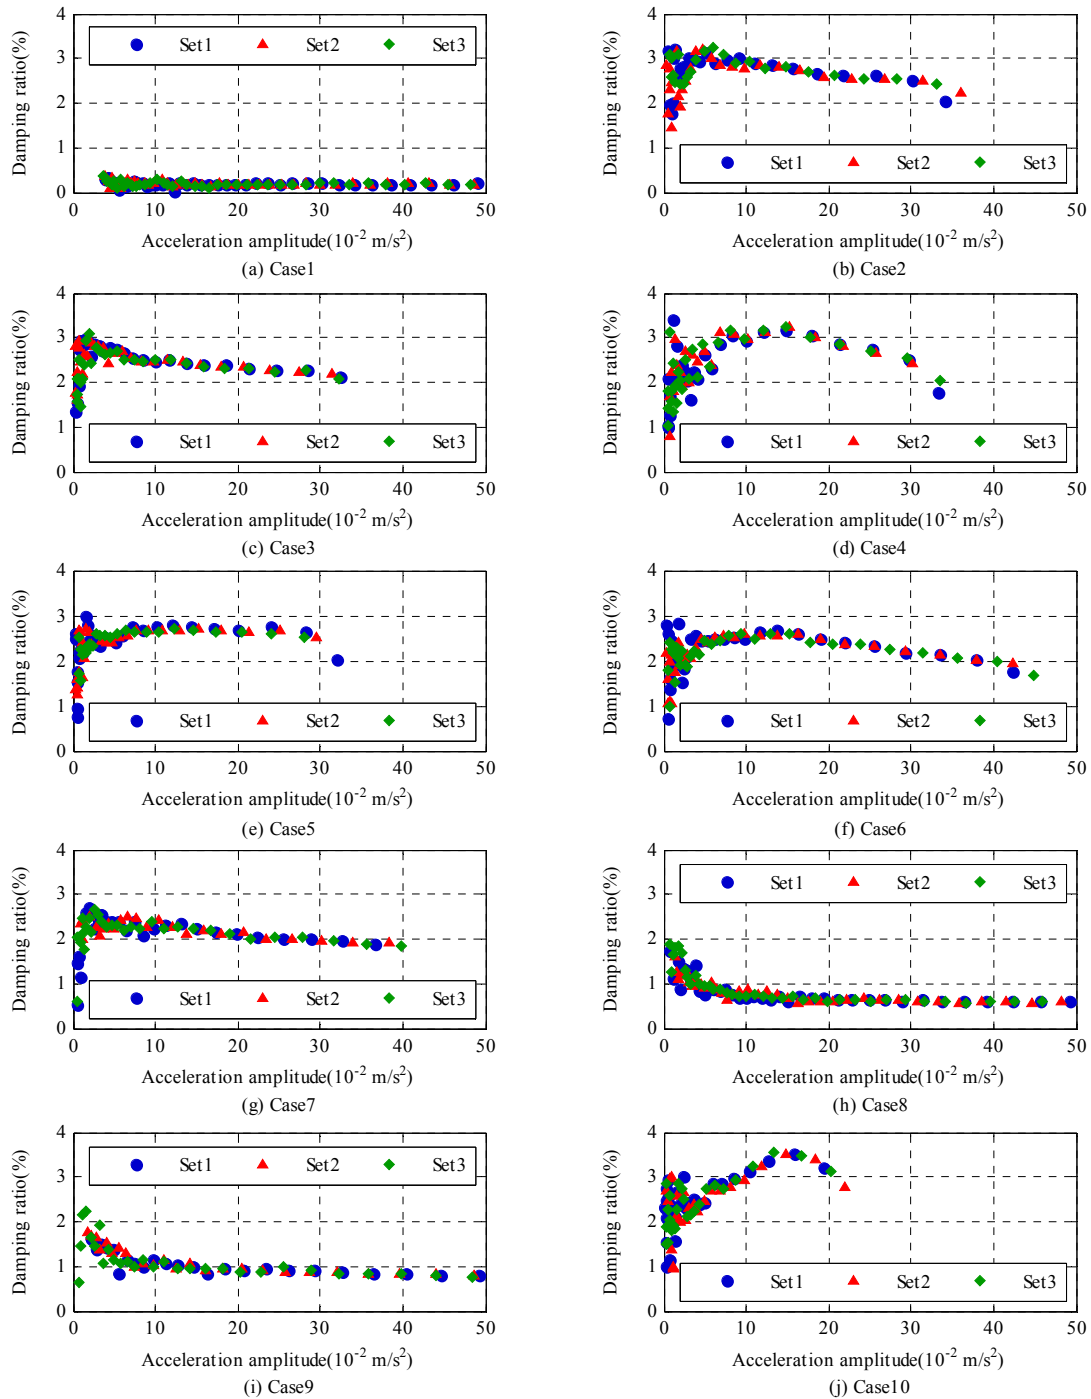 Damping ratio(%)
4
3
2
1
0
Set1 Set2 Set3
0 10 20 30 40 50
Acceleration amplitude(10⁻² m/s²)
(a) Case1
Damping ratio(%)
4
3
2
1
0
Set1 Set2 Set3
0 10 20 30 40 50
Acceleration amplitude(10⁻² m/s²)
(b) Case2
Damping ratio(%)
4
3
2
1
0
Set1 Set2 Set3
0 10 20 30 40 50
Acceleration amplitude(10⁻² m/s²)
(c) Case3
Damping ratio(%)
4
3
2
1
0
Set1 Set2 Set3
0 10 20 30 40 50
Acceleration amplitude(10⁻² m/s²)
(d) Case4
Damping ratio(%)
4
3
2
1
0
Set1 Set2 Set3
0 10 20 30 40 50
Acceleration amplitude(10⁻² m/s²)
(e) Case5
Damping ratio(%)
4
3
2
1
0
Set1 Set2 Set3
0 10 20 30 40 50
Acceleration amplitude(10⁻² m/s²)
(f) Case6
Damping ratio(%)
4
3
2
1
0
Set1 Set2 Set3
0 10 20 30 40 50
Acceleration amplitude(10⁻² m/s²)
(g) Case7
Damping ratio(%)
4
3
2
1
0
Set1 Set2 Set3
0 10 20 30 40 50
Acceleration amplitude(10⁻² m/s²)
(h) Case8
Damping ratio(%)
4
3
2
1
0
Set1 Set2 Set3
0 10 20 30 40 50
Acceleration amplitude(10⁻² m/s²)
(i) Case9
Damping ratio(%)
4
3
2
1
0
Set1 Set2 Set3
0 10 20 30 40 50
Acceleration amplitude(10⁻² m/s²)
(j) Case10